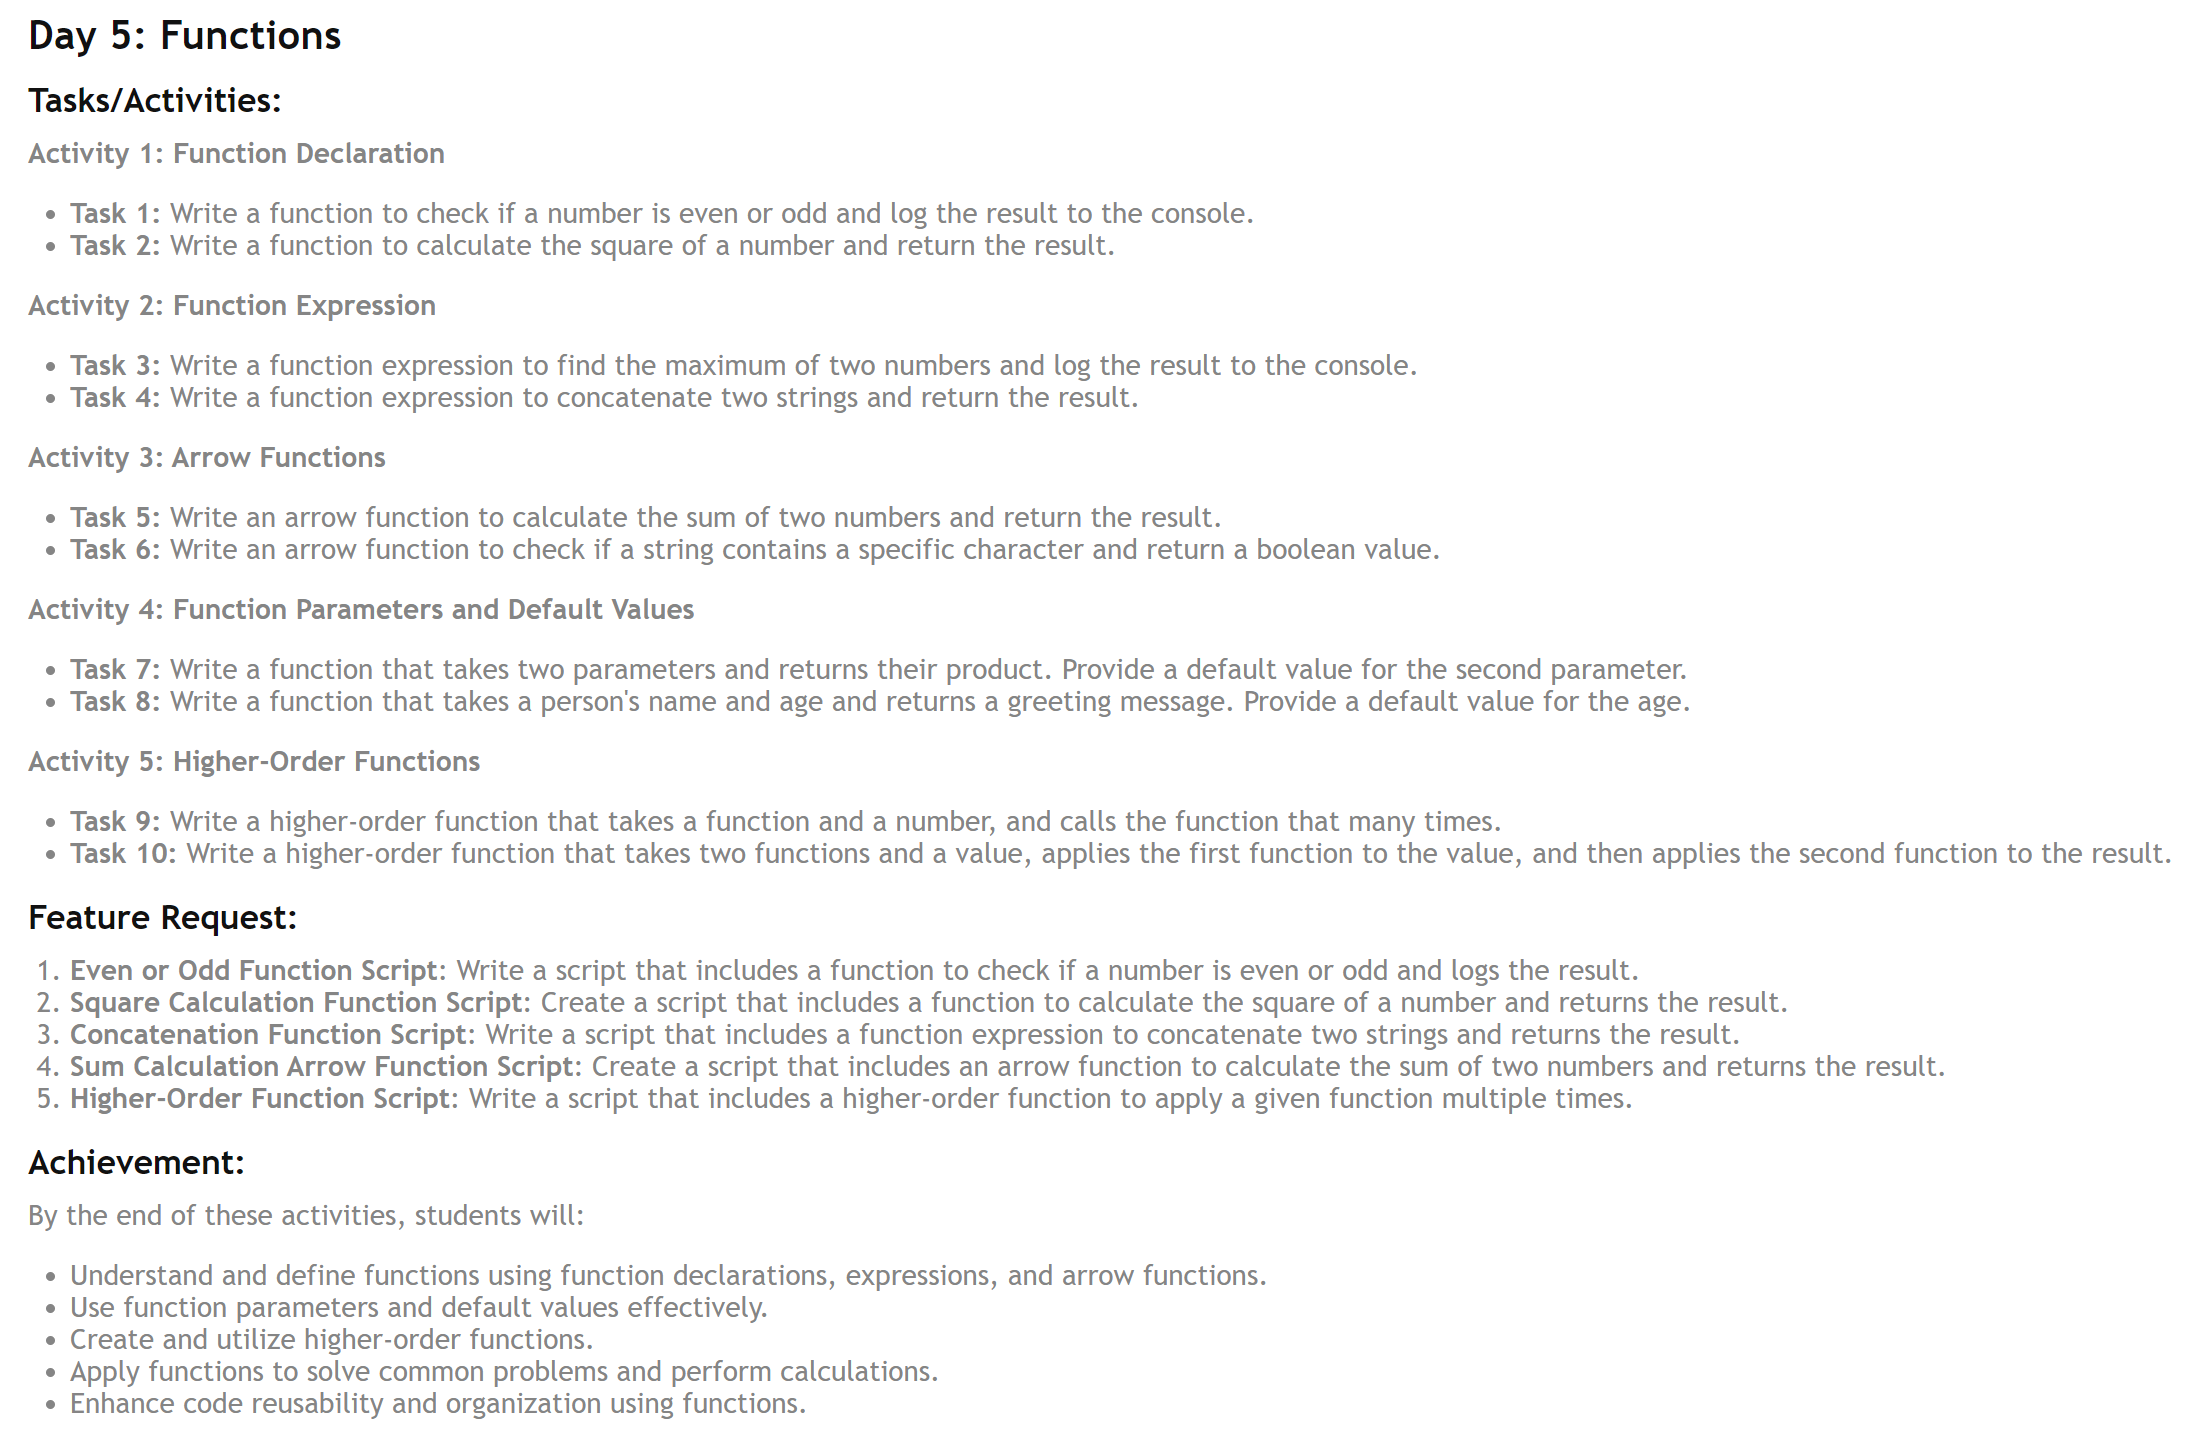 Day 5: Functions
Tasks/Activities:
Activity 1: Function Declaration
• Task 1: Write a function to check if a number is even or odd and log the result to the console.
• Task 2: Write a function to calculate the square of a number and return the result.
Activity 2: Function Expression
• Task 3: Write a function expression to find the maximum of two numbers and log the result to the console.
• Task 4: Write a function expression to concatenate two strings and return the result.
Activity 3: Arrow Functions
• Task 5: Write an arrow function to calculate the sum of two numbers and return the result.
• Task 6: Write an arrow function to check if a string contains a specific character and return a boolean value.
Activity 4: Function Parameters and Default Values
• Task 7: Write a function that takes two parameters and returns their product. Provide a default value for the second parameter.
• Task 8: Write a function that takes a person's name and age and returns a greeting message. Provide a default value for the age.
Activity 5: Higher-Order Functions
• Task 9: Write a higher-order function that takes a function and a number, and calls the function that many times.
• Task 10: Write a higher-order function that takes two functions and a value, applies the first function to the value, and then applies the second function to the result.
Feature Request:
1. Even or Odd Function Script: Write a script that includes a function to check if a number is even or odd and logs the result.
2. Square Calculation Function Script: Create a script that includes a function to calculate the square of a number and returns the result.
3. Concatenation Function Script: Write a script that includes a function expression to concatenate two strings and returns the result.
4. Sum Calculation Arrow Function Script: Create a script that includes an arrow function to calculate the sum of two numbers and returns the result.
5. Higher-Order Function Script: Write a script that includes a higher-order function to apply a given function multiple times.
Achievement:
By the end of these activities, students will:
• Understand and define functions using function declarations, expressions, and arrow functions.
• Use function parameters and default values effectively.
• Create and utilize higher-order functions.
• Apply functions to solve common problems and perform calculations.
• Enhance code reusability and organization using functions.